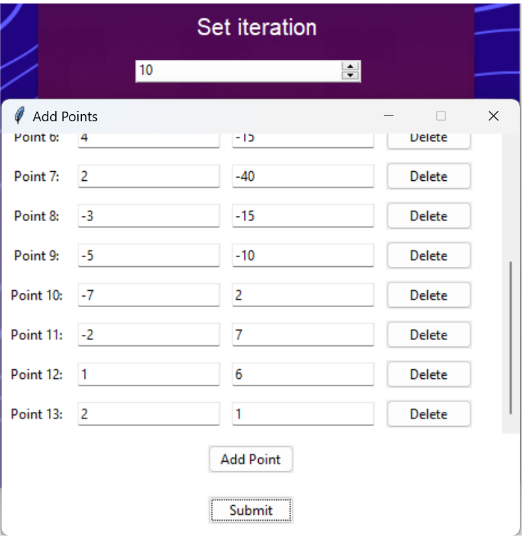 Set iteration
10
Add Points
Point 6: 4 -15 Delete
Point 7: 2 -40 Delete
Point 8: -3 -15 Delete
Point 9: -5 -10 Delete
Point 10: -7 2 Delete
Point 11: -2 7 Delete
Point 12: 1 6 Delete
Point 13: 2 1 Delete
Add Point
Submit